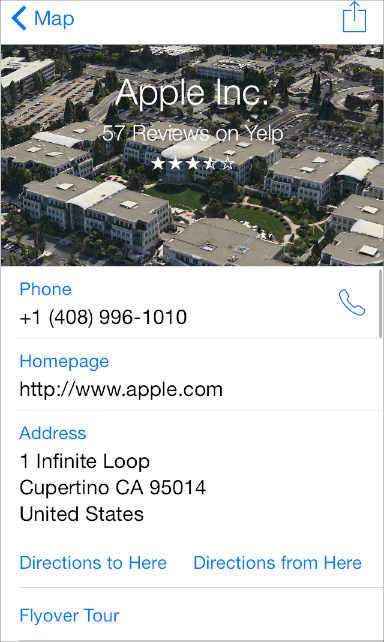 Map
Apple Inc.
57 Reviews on Yelp
Phone
+1 (408) 996-1010
Homepage
http://www.apple.com
Address
1 Infinite Loop
Cupertino CA 95014
United States
Directions to Here Directions from Here
Flyover Tour